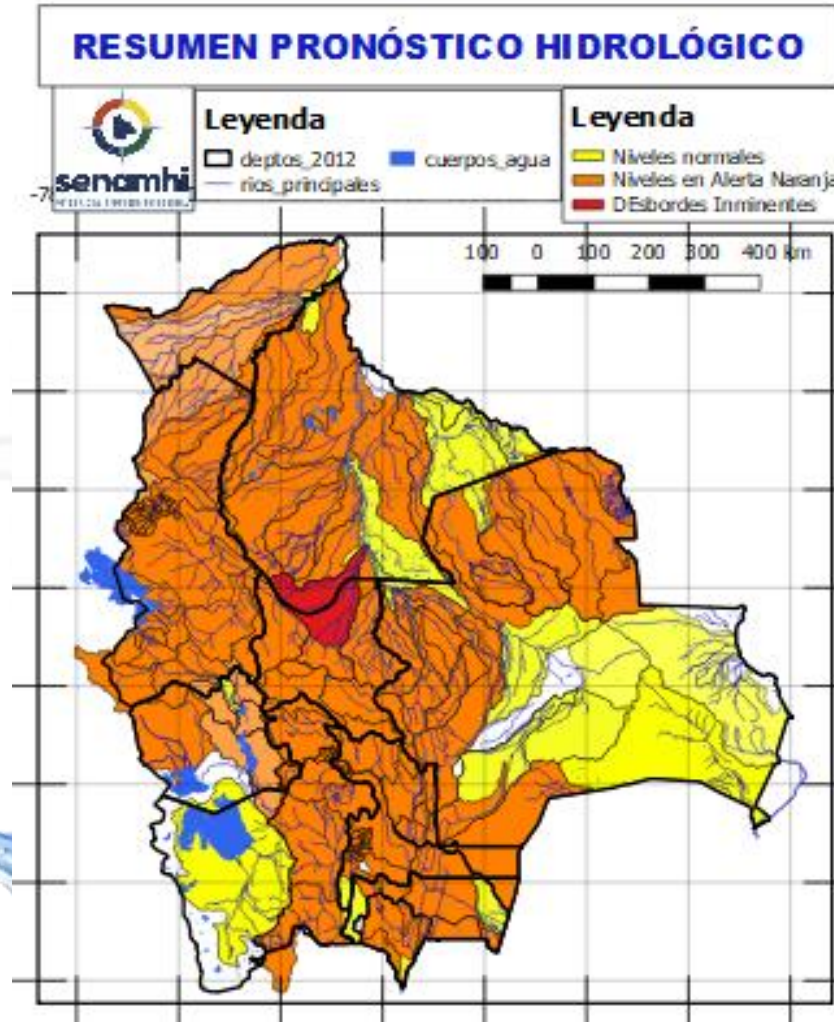 RESUMEN PRONÓSTICO HIDROLÓGICO
senamhi
Leyenda
deptos_2012
cuerpos_agua
rios_principales
Leyenda
Niveles normales
Niveles en Alerta Naranja
DEsbordes Inminentes
100 0 100 200 300 400 km